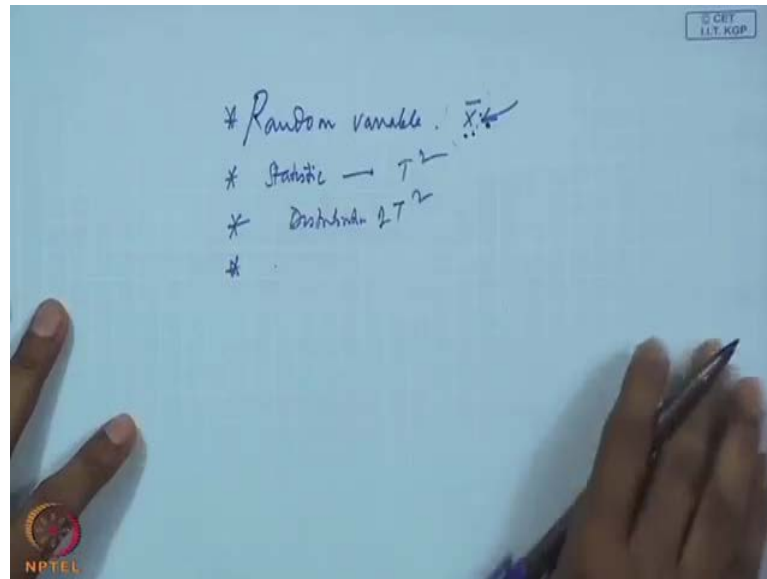 © CET
I.I.T. KGP
* Random variable. X̄
* Statistic — T²
* Distribution of T²
*
NPTEL